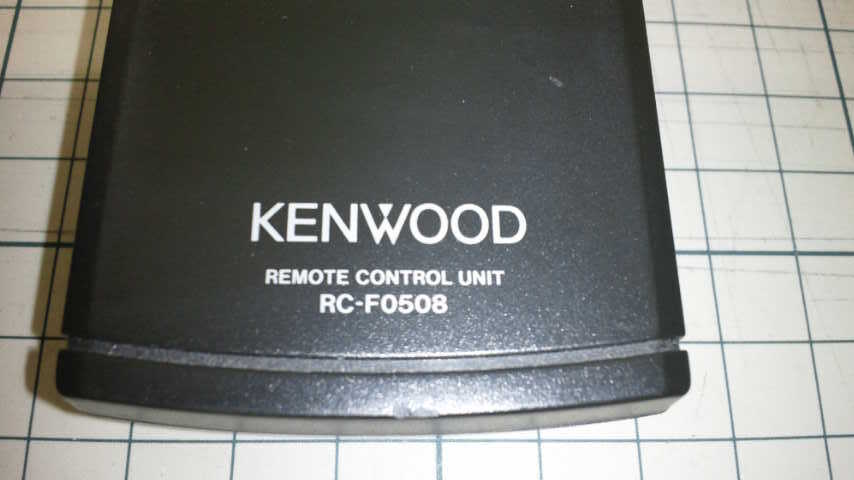 KENWOOD
REMOTE CONTROL UNIT
RC-F0508